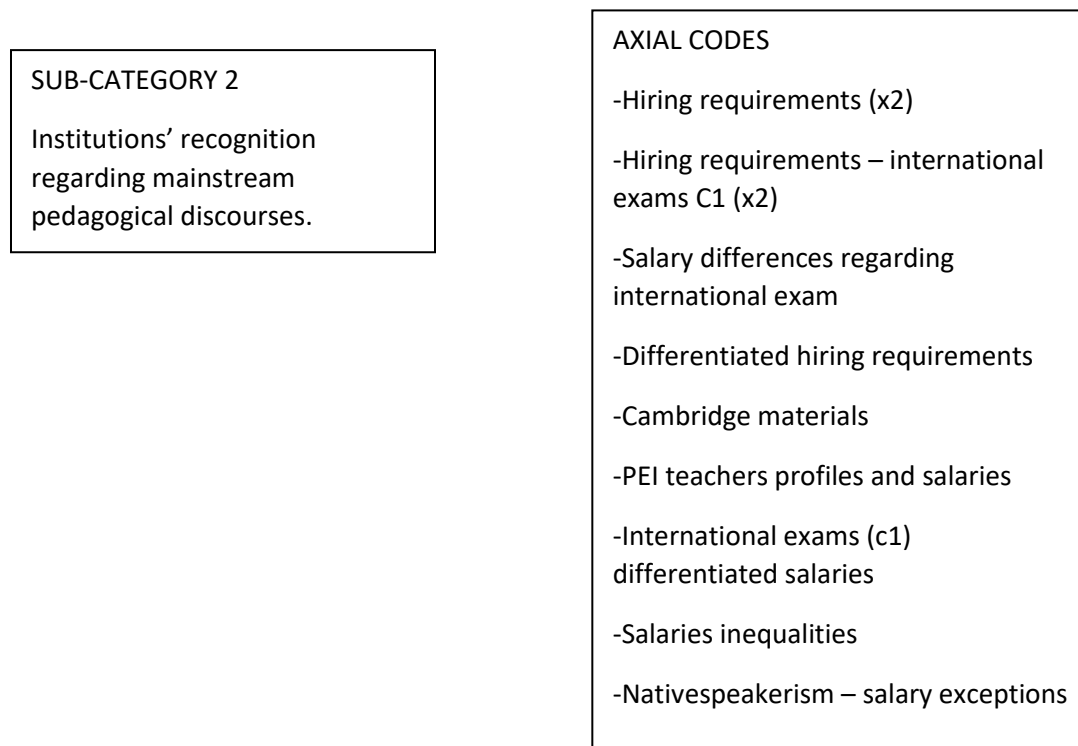 SUB-CATEGORY 2
Institutions’ recognition
regarding mainstream
pedagogical discourses.
AXIAL CODES
-Hiring requirements (x2)
-Hiring requirements – international
exams C1 (x2)
-Salary differences regarding
international exam
-Differentiated hiring requirements
-Cambridge materials
-PEI teachers profiles and salaries
-International exams (c1)
differentiated salaries
-Salaries inequalities
-Nativespeakerism – salary exceptions